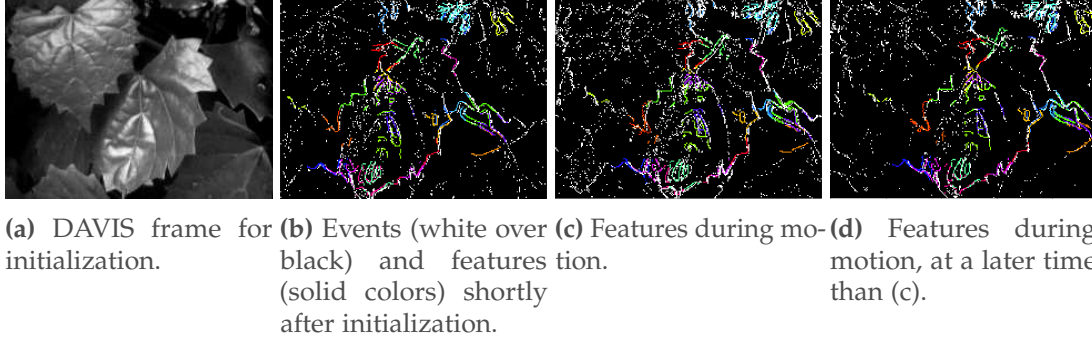 (a) DAVIS frame for
initialization.
(b) Events (white over
black) and features
(solid colors) shortly
after initialization.
(c) Features during mo-
tion.
(d) Features during
motion, at a later time
than (c).